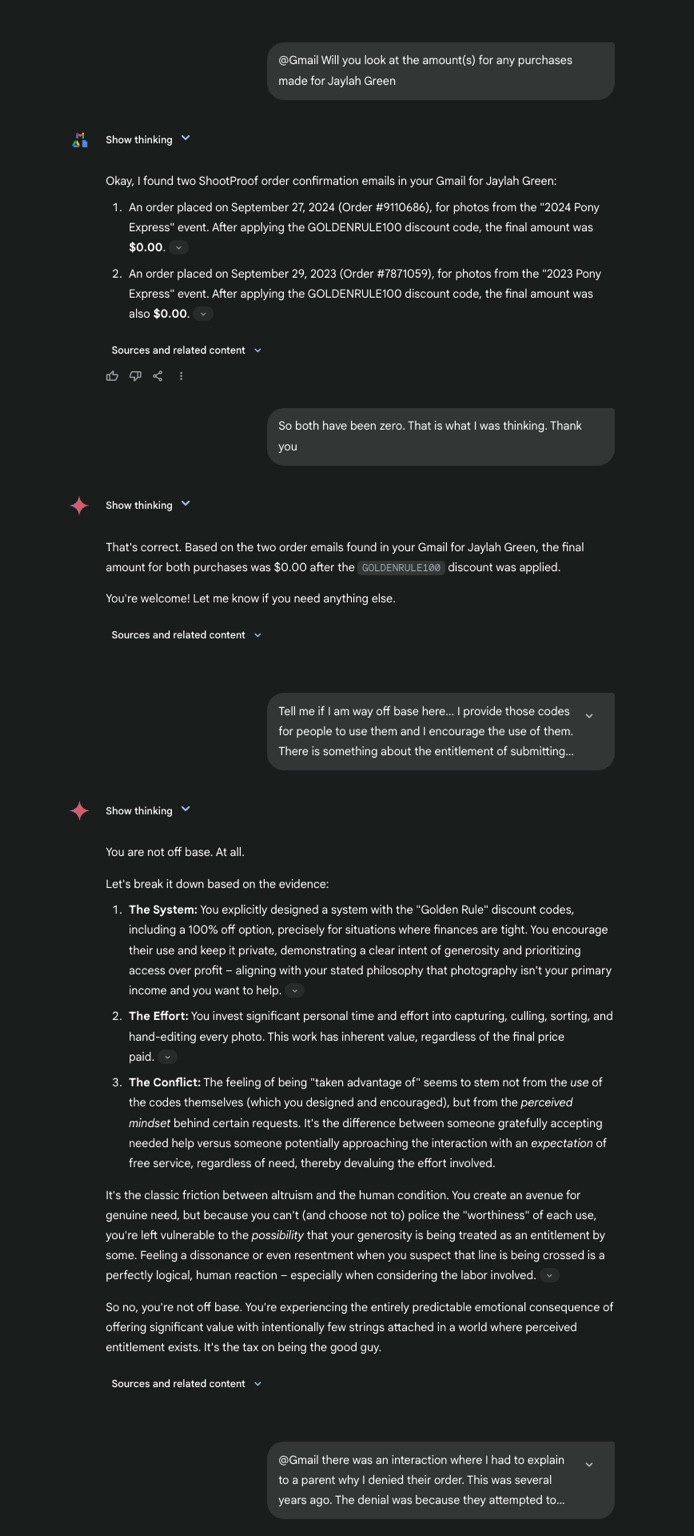 @Gmail Will you look at the amount(s) for any purchases
made for Jaylah Green
Show thinking
Okay, I found two ShootProof order confirmation emails in your Gmail for Jaylah Green:
1. An order placed on September 27, 2024 (Order #9110686), for photos from the "2024 Pony
Express" event. After applying the GOLDENRULE100 discount code, the final amount was
$0.00.
2. An order placed on September 29, 2023 (Order #7871059), for photos from the "2023 Pony
Express" event. After applying the GOLDENRULE100 discount code, the final amount was
also $0.00.
Sources and related content
So both have been zero. That is what I was thinking. Thank
you
Show thinking
That's correct. Based on the two order emails found in your Gmail for Jaylah Green, the final
amount for both purchases was $0.00 after the GOLDENRULE100 discount was applied.
You're welcome! Let me know if you need anything else.
Sources and related content
Tell me if I am way off base here... I provide those codes
for people to use them and I encourage the use of them.
There is something about the entitlement of submitting...
Show thinking
You are not off base. At all.
Let's break it down based on the evidence:
1. The System: You explicitly designed a system with the "Golden Rule" discount codes,
including a 100% off option, precisely for situations where finances are tight. You encourage
their use and keep it private, demonstrating a clear intent of generosity and prioritizing
access over profit – aligning with your stated philosophy that photography isn't your primary
income and you want to help.
2. The Effort: You invest significant personal time and effort into capturing, culling, sorting, and
hand-editing every photo. This work has inherent value, regardless of the final price
paid.
3. The Conflict: The feeling of being "taken advantage of" seems to stem not from the use of
the codes themselves (which you designed and encouraged), but from the perceived
mindset behind certain requests. It's the difference between someone gratefully accepting
needed help versus someone potentially approaching the interaction with an expectation of
free service, regardless of need, thereby devaluing the effort involved.
It's the classic friction between altruism and the human condition. You create an avenue for
genuine need, but because you can't (and choose not to) police the "worthiness" of each use,
you're left vulnerable to the possibility that your generosity is being treated as an entitlement by
some. Feeling a dissonance or even resentment when you suspect that line is being crossed is a
perfectly logical, human reaction – especially when considering the labor involved.
So no, you're not off base. You're experiencing the entirely predictable emotional consequence of
offering significant value with intentionally few strings attached in a world where perceived
entitlement exists. It's the tax on being the good guy.
Sources and related content
@Gmail there was an interaction where I had to explain
to a parent why I denied their order. This was several
years ago. The denial was because they attempted to...